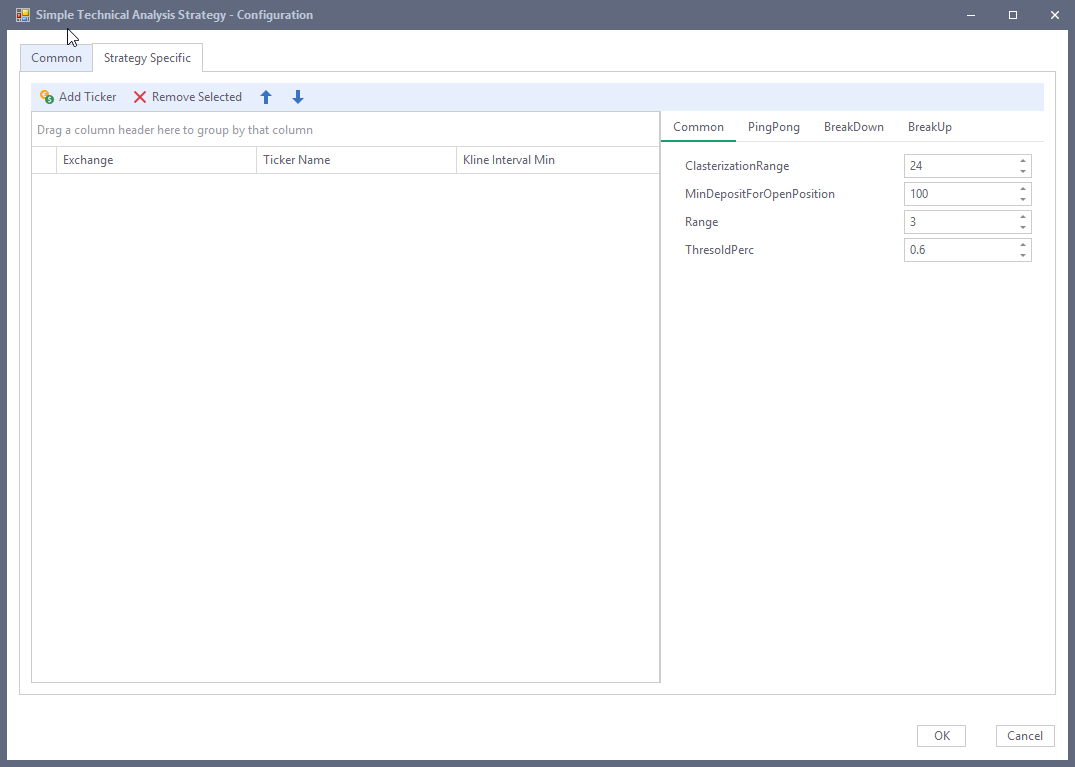 Simple Technical Analysis Strategy - Configuration
Common Strategy Specific
Add Ticker Remove Selected
Drag a column header here to group by that column
Exchange Ticker Name Kline Interval Min
Common PingPong BreakDown BreakUp
ClasterizationRange 24
MinDepositForOpenPosition 100
Range 3
ThresoldPerc 0.6
OK Cancel